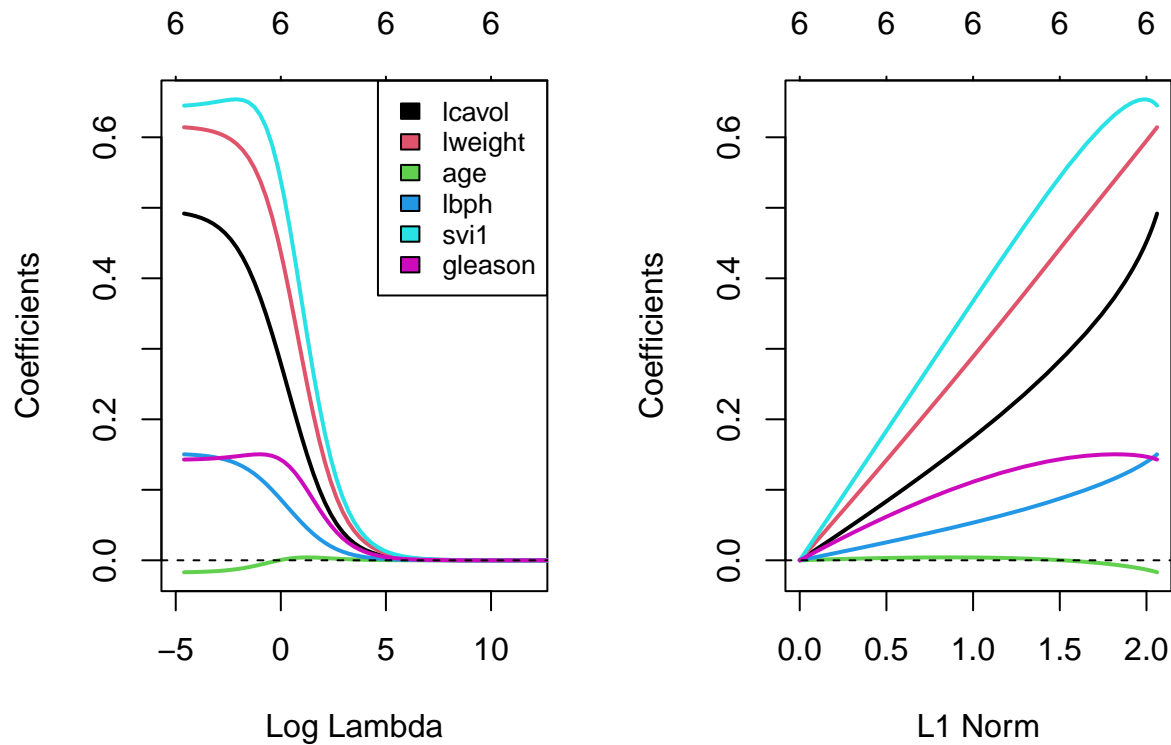 6 6 6 6
0.0 0.2 0.4 0.6
Coefficients
lcavol
lweight
age
lbph
svi1
gleason
−5 0 5 10
Log Lambda
6 6 6 6 6
0.0 0.2 0.4 0.6
Coefficients
0.0 0.5 1.0 1.5 2.0
L1 Norm